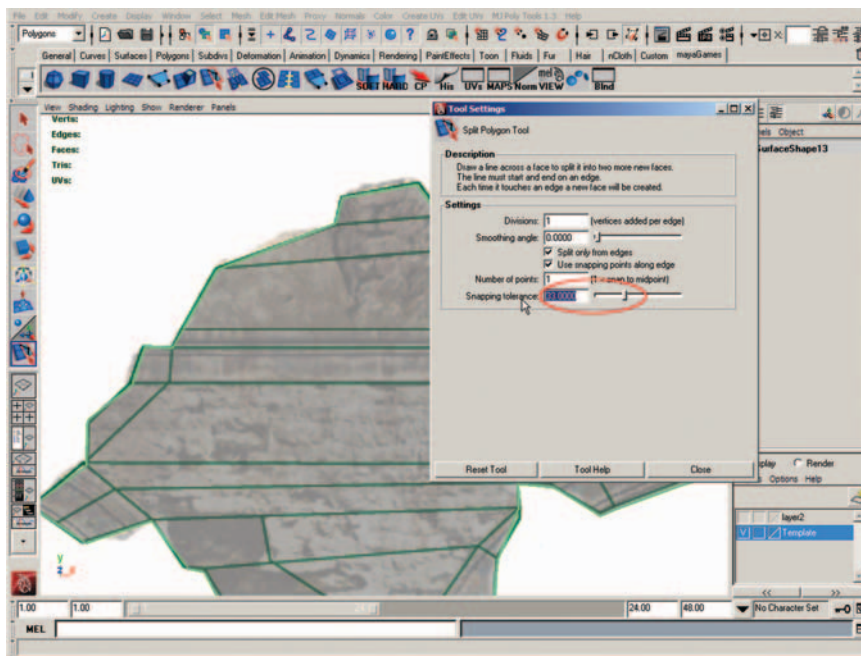 File Edit Modify Create Display Window Select Mesh Edit Mesh Proxy Normals Color Create UVs Edit UVs MJ Poly Tools 1.3 Help
Polygons
General Curves Surfaces Polygons Subdivs Deformation Animation Dynamics Rendering PaintEffects Toon Fluids Fur Hair nCloth Custom mayaGames
CP His UVs MAPS Norm VIEW Bind
mel
View Shading Lighting Show Renderer Panels
Verts:
Edges:
Faces:
Tris:
UVs:
Tool Settings
Split Polygon Tool
Description
Draw a line across a face to split it into two more new faces.
The line must start and end on an edge.
Each time it touches an edge a new face will be created.
Settings
Divisions: 1 (vertices added per edge)
Smoothing angle: 0.0000
Split only from edges
Use snapping points along edge
Number of points: 1 (1 = snap to midpoint)
Snapping tolerance:
Reset Tool Tool Help Close
Object
SurfaceShape13
Render
Options Help
layer2
V Template
<< >>
1.00 1.00 24.00 48.00 No Character Set
MEL
y
z x